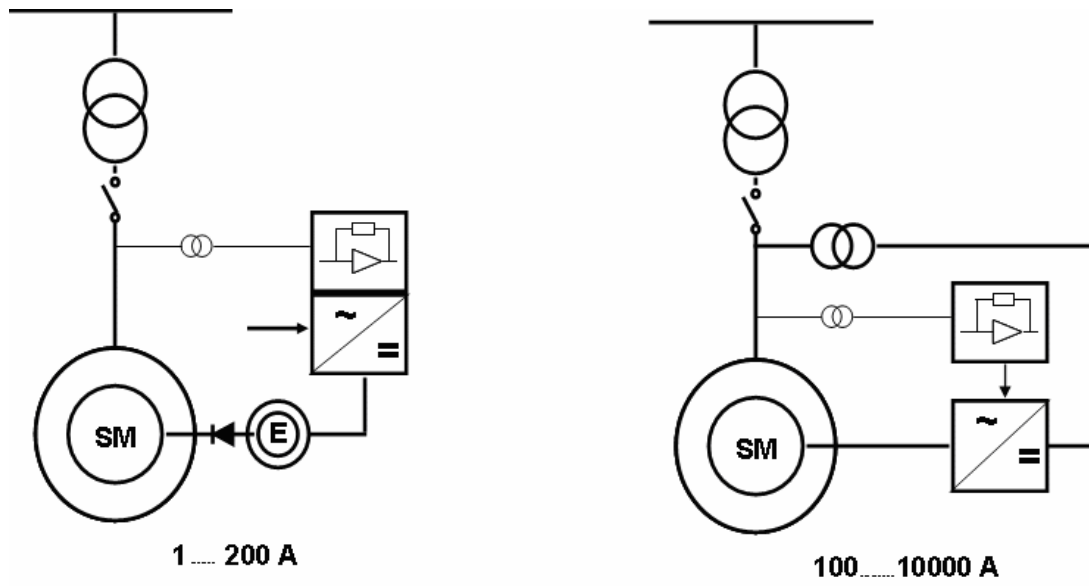 ~
=
SM
E
1 ..... 200 A
~
=
SM
100....... 10000 A